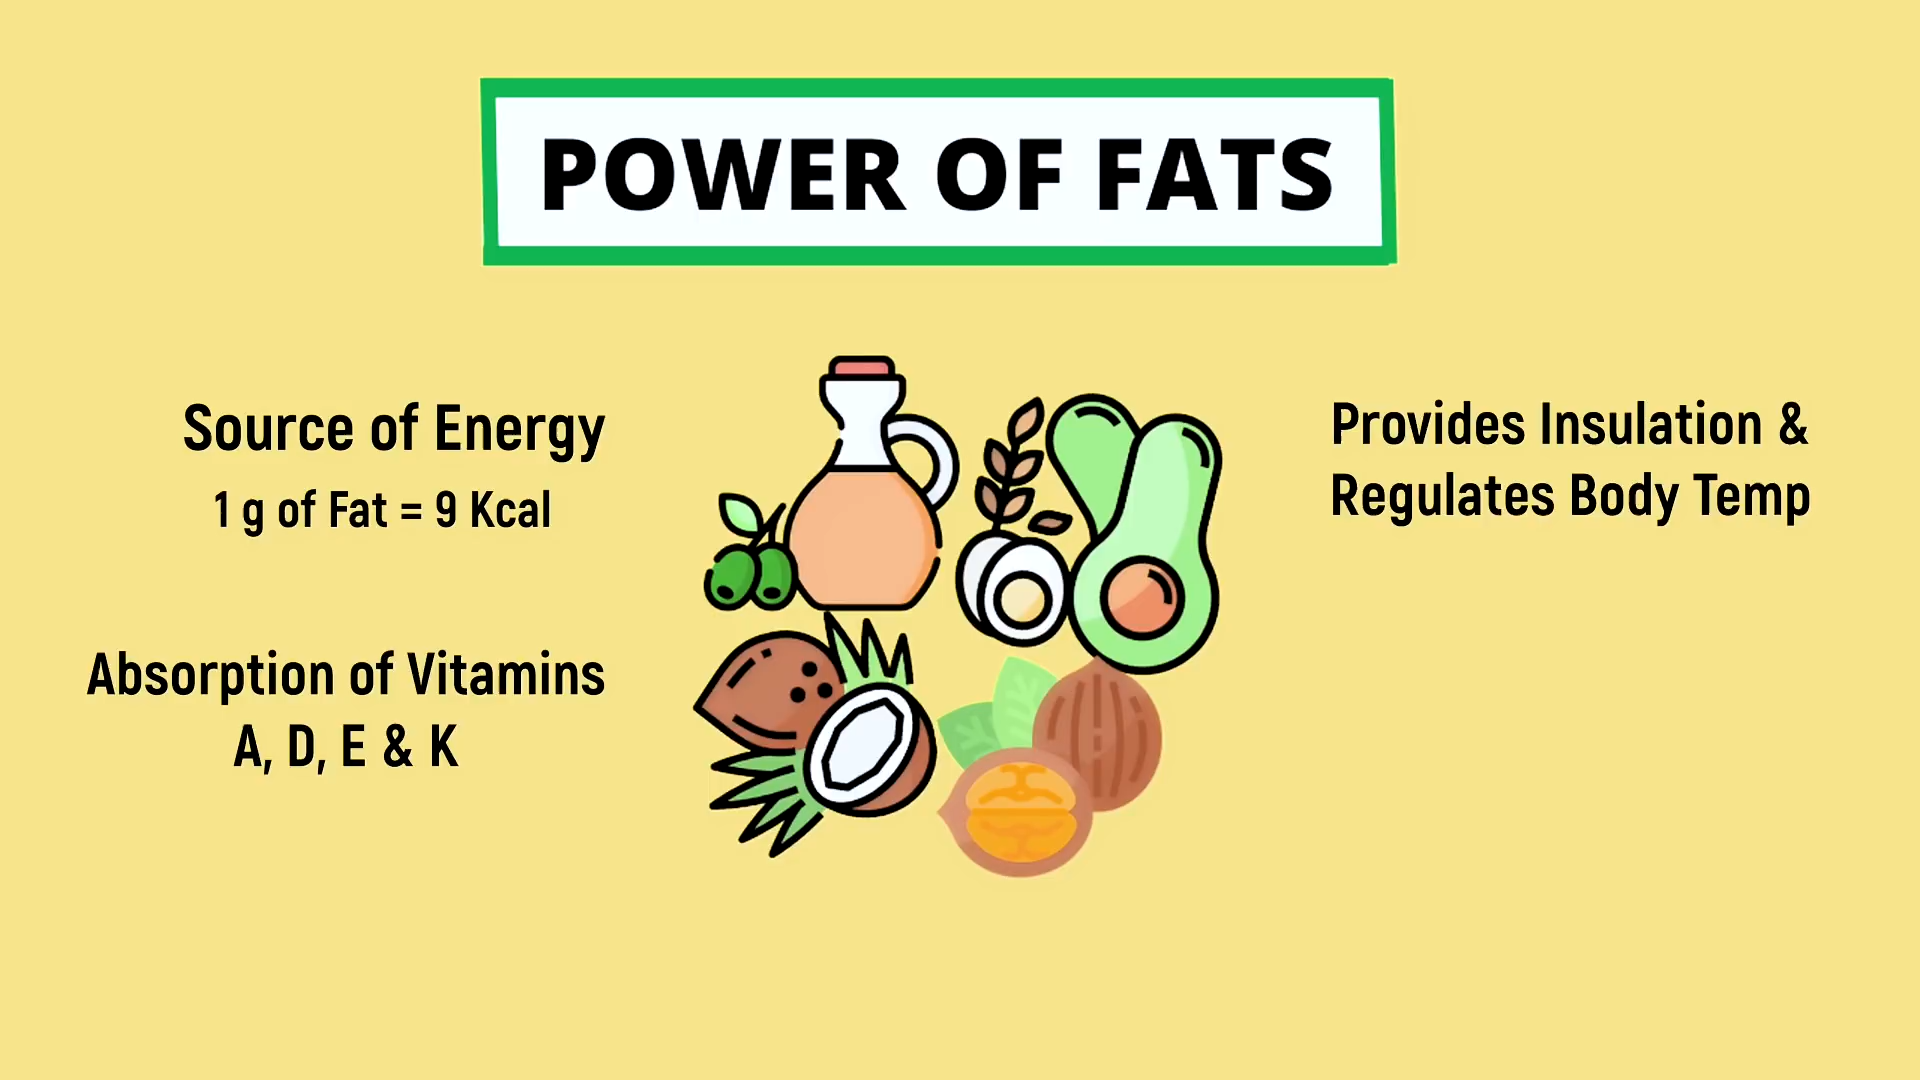 POWER OF FATS
Source of Energy
1 g of Fat = 9 Kcal
Absorption of Vitamins
A, D, E & K
Provides Insulation &
Regulates Body Temp